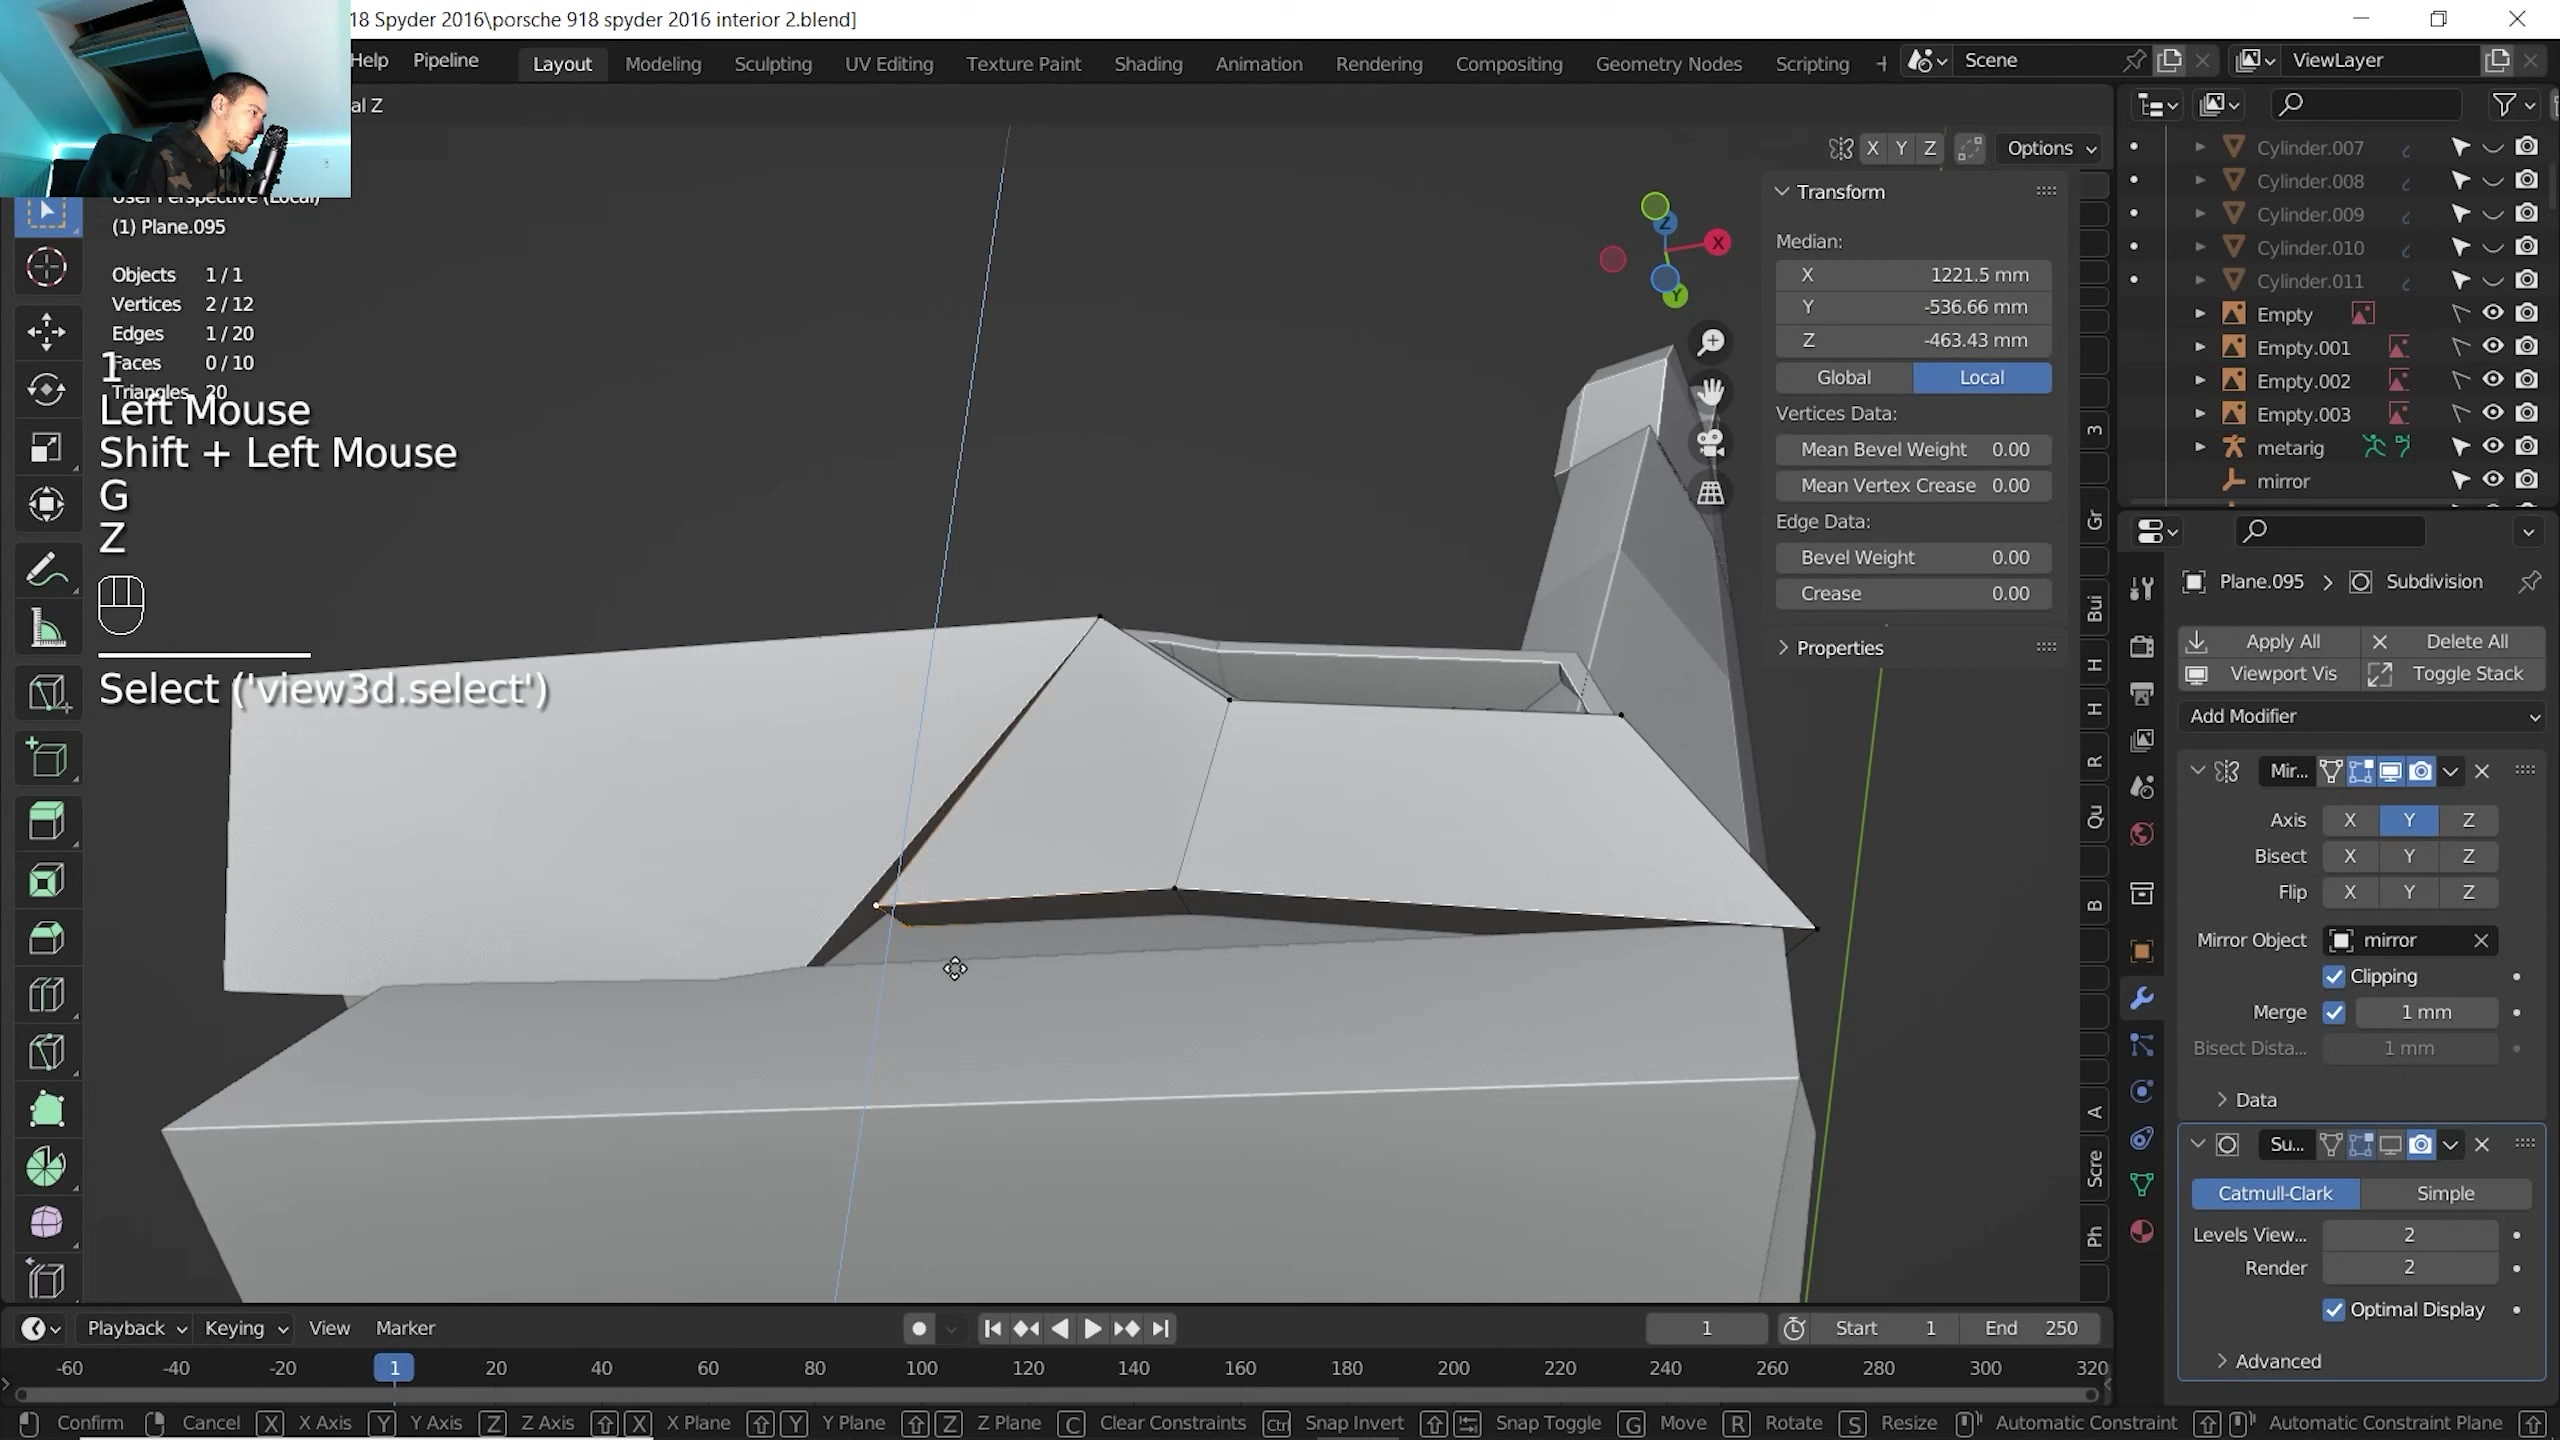 18 Spyder 2016\porsche 918 spyder 2016 interior 2.blend]
Help Pipeline Layout Modeling Sculpting UV Editing Texture Paint Shading Animation Rendering Compositing Geometry Nodes Scripting + Scene ViewLayer
al Z
X Y Z Options
User Perspective (Local)
(1) Plane.095
Objects 1 / 1
Vertices 2 / 12
Edges 1 / 20
Faces 0 / 10
Triangles 20
1
Left Mouse
Shift + Left Mouse
G
Z
Select ('view3d.select')
Z X Y
Transform
Median:
X 1221.5 mm
Y -536.66 mm
Z -463.43 mm
Global Local
Vertices Data:
Mean Bevel Weight 0.00
Mean Vertex Crease 0.00
Edge Data:
Bevel Weight 0.00
Crease 0.00
Properties
3
Gr
Bui
H
H
R
Qu
B
A
Scre
Ph
Cylinder.007
Cylinder.008
Cylinder.009
Cylinder.010
Cylinder.011
Empty
Empty.001
Empty.002
Empty.003
metarig
mirror
Plane.095 > Subdivision
Apply All Delete All
Viewport Vis Toggle Stack
Add Modifier
Mir...
Axis X Y Z
Bisect X Y Z
Flip X Y Z
Mirror Object mirror
Clipping
Merge 1 mm
Bisect Dista... 1 mm
Data
Su...
Catmull-Clark Simple
Levels View... 2
Render 2
Optimal Display
Advanced
Playback Keying View Marker 1 Start 1 End 250
-60 -40 -20 1 20 40 60 80 100 120 140 160 180 200 220 240 260 280 300 320
Confirm Cancel X X Axis Y Y Axis Z Z Axis X X Plane Y Y Plane Z Z Plane C Clear Constraints Ctrl Snap Invert Snap Toggle G Move R Rotate S Resize Automatic Constraint Automatic Constraint Plane